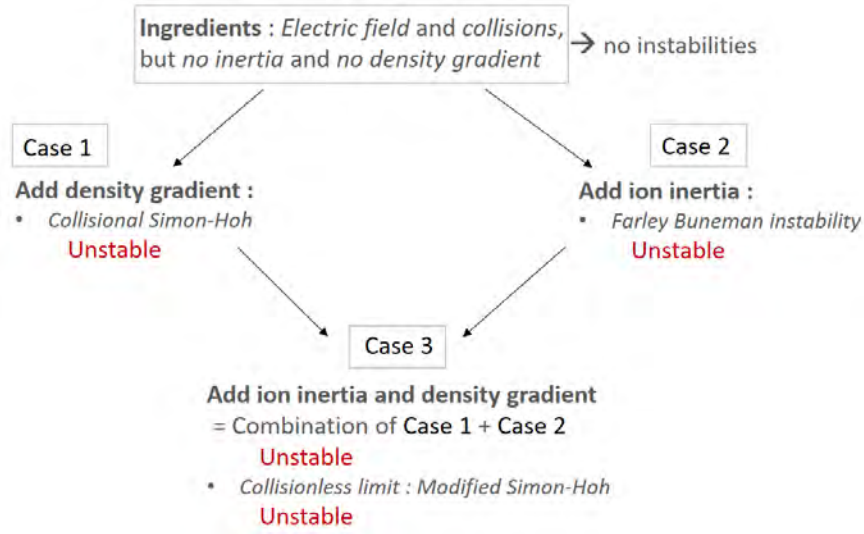 Ingredients : Electric field and collisions,
but no inertia and no density gradient
→ no instabilities
Case 1
Add density gradient :
• Collisional Simon-Hoh
Unstable
Case 2
Add ion inertia :
• Farley Buneman instability
Unstable
Case 3
Add ion inertia and density gradient
= Combination of Case 1 + Case 2
Unstable
• Collisionless limit : Modified Simon-Hoh
Unstable